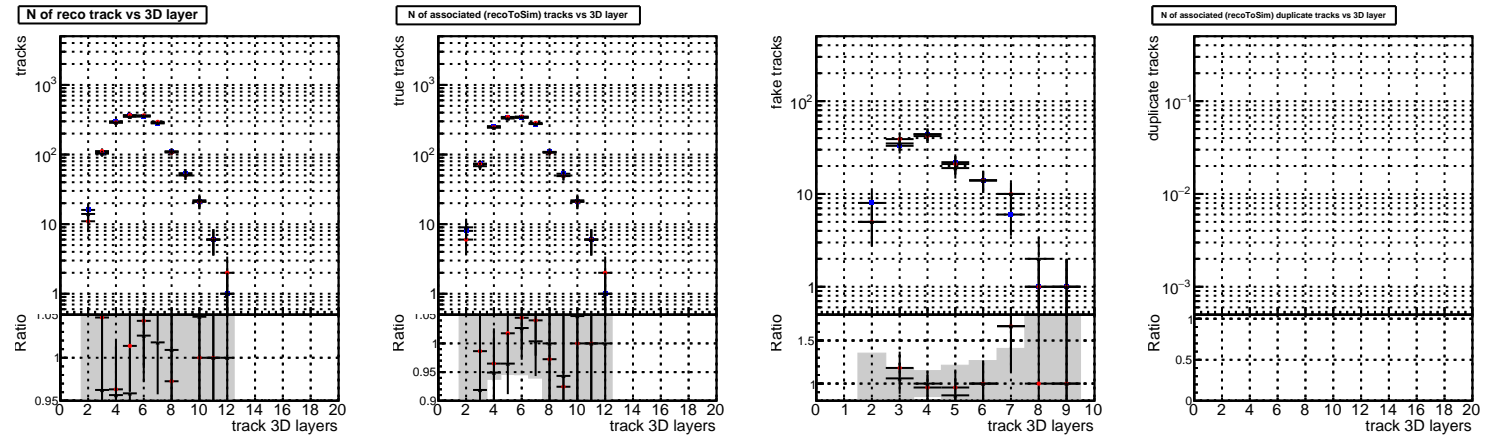 N of reco track vs 3D layer
tracks
10³
10²
10
1
Ratio
1.05
1
0.95
0 2 4 6 8 10 12 14 16 18 20
track 3D layers
N of associated (recoToSim) tracks vs 3D layer
true tracks
10³
10²
10
1
Ratio
1.05
1
0.95
0.9
0 2 4 6 8 10 12 14 16 18 20
track 3D layers
fake tracks
10²
10
1
Ratio
1.5
1
0 1 2 3 4 5 6 7 8 9 10
track 3D layers
N of associated (recoToSim) duplicate tracks vs 3D layer
duplicate tracks
10⁻¹
10⁻²
10⁻³
Ratio
1
0.5
0
0 2 4 6 8 10 12 14 16 18 20
track 3D layers